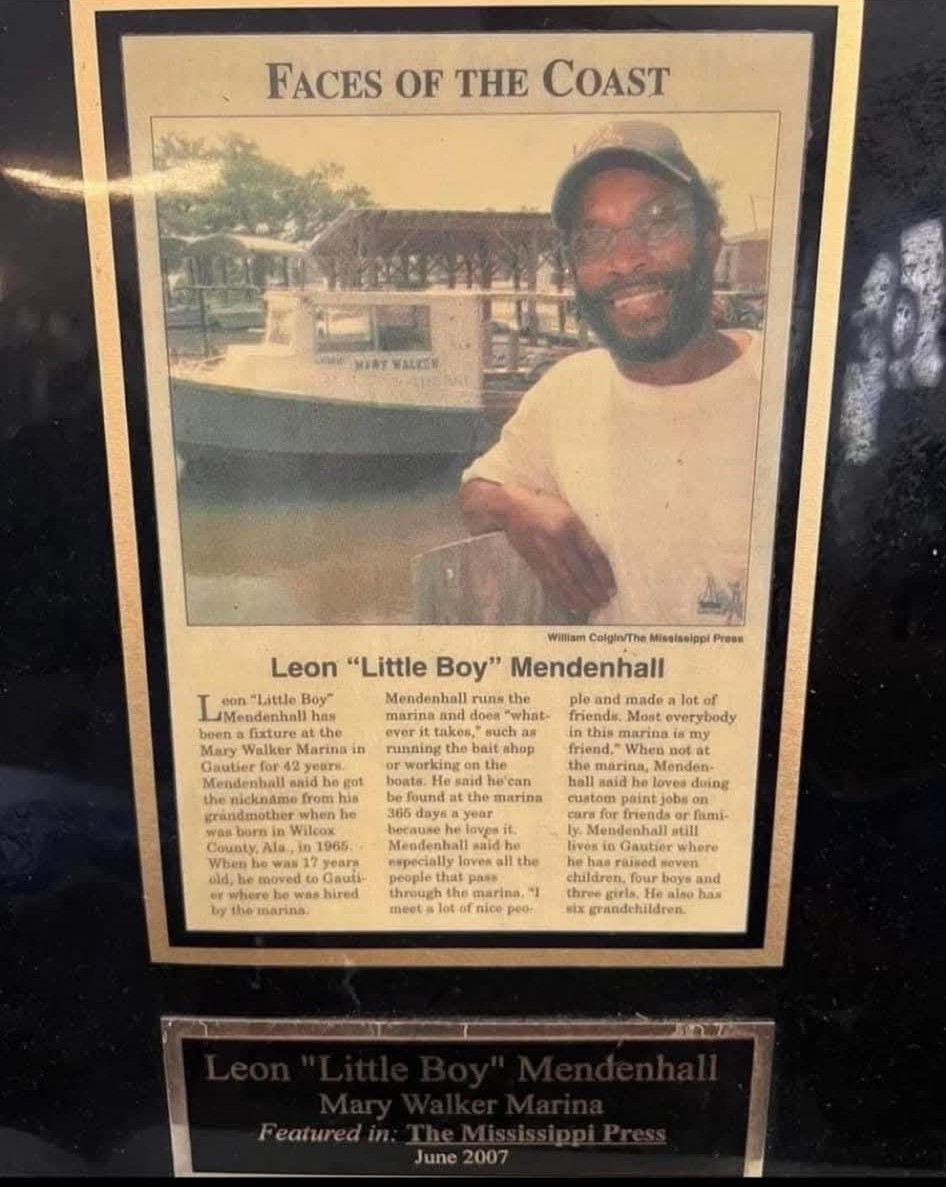 FACES OF THE COAST
MARY WALKER
William Colgin/The Mississippi Press
Leon “Little Boy” Mendenhall
Leon “Little Boy”
Mendenhall has
been a fixture at the
Mary Walker Marina in
Gautier for 42 years.
Mendenhall said he got
the nickname from his
grandmother when he
was born in Wilcox
County, Ala., in 1965.
When he was 17 years
old, he moved to Gauti-
er where he was hired
by the marina.
Mendenhall runs the
marina and does “what-
ever it takes,” such as
running the bait shop
or working on the
boats. He said he can
be found at the marina
365 days a year
because he loves it.
Mendenhall said he
especially loves all the
people that pass
through the marina. “I
meet a lot of nice peo-
ple and made a lot of
friends. Most everybody
in this marina is my
friend.” When not at
the marina, Menden-
hall said he loves doing
custom paint jobs on
cars for friends or fami-
ly. Mendenhall still
lives in Gautier where
he has raised seven
children, four boys and
three girls. He also has
six grandchildren.
Leon "Little Boy" Mendenhall
Mary Walker Marina
Featured in: The Mississippi Press
June 2007